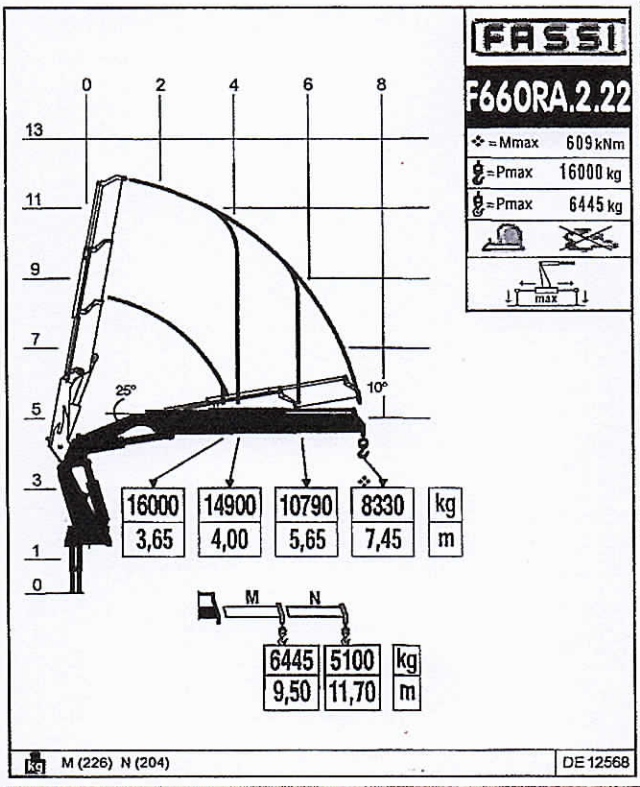 FASSI
F660RA.2.22
=Mmax 609 kNm
=Pmax 16000 kg
=Pmax 6445 kg
max
0 2 4 6 8
13
11
9
7
5
3
1
0
25°
10°
16000 14900 10790 8330 kg
3,65 4,00 5,65 7,45 m
M N
6445 5100 kg
9,50 11,70 m
kg M (226) N (204)
DE 12568